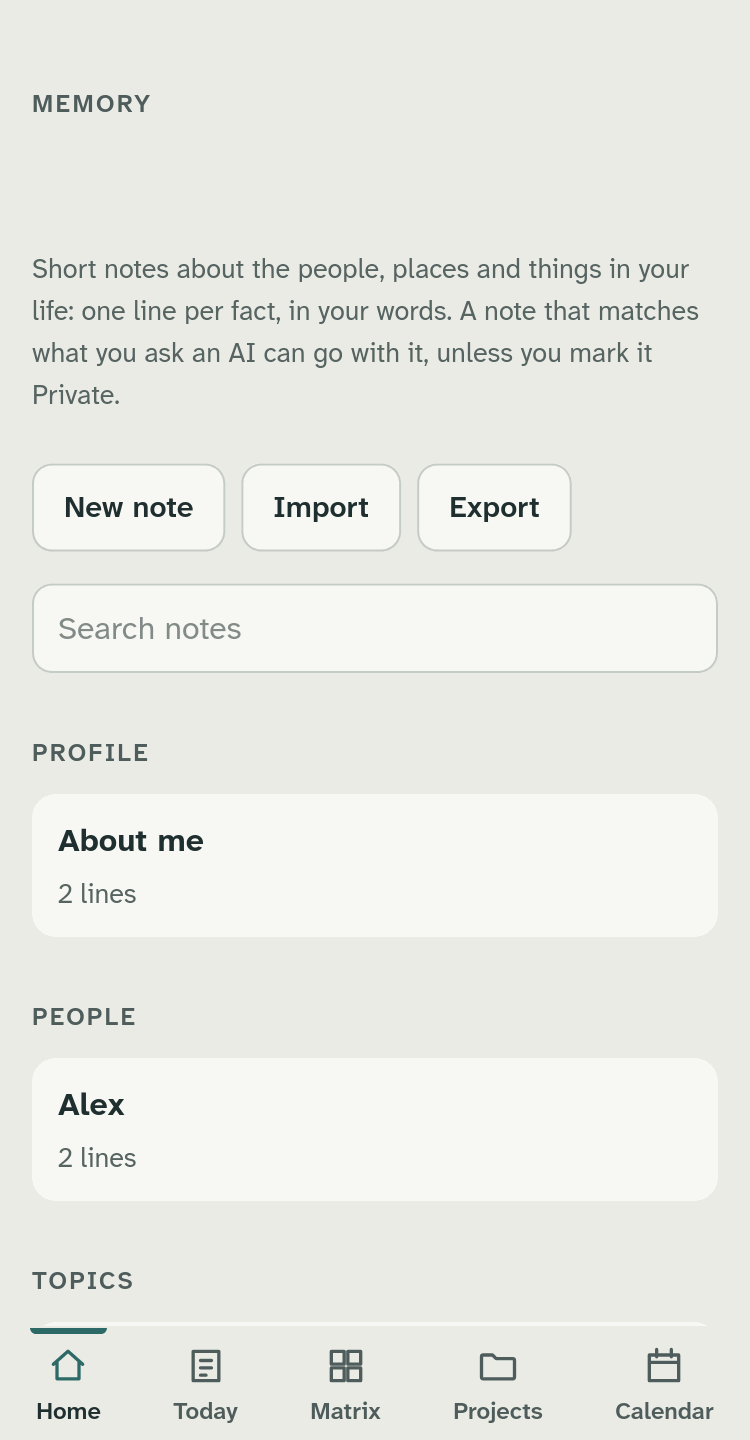 MEMORY
Short notes about the people, places and things in your
life: one line per fact, in your words. A note that matches
what you ask an AI can go with it, unless you mark it
Private.
New note
Import
Export
Search notes
PROFILE
About me
2 lines
PEOPLE
Alex
2 lines
TOPICS
Home
Today
Matrix
Projects
Calendar